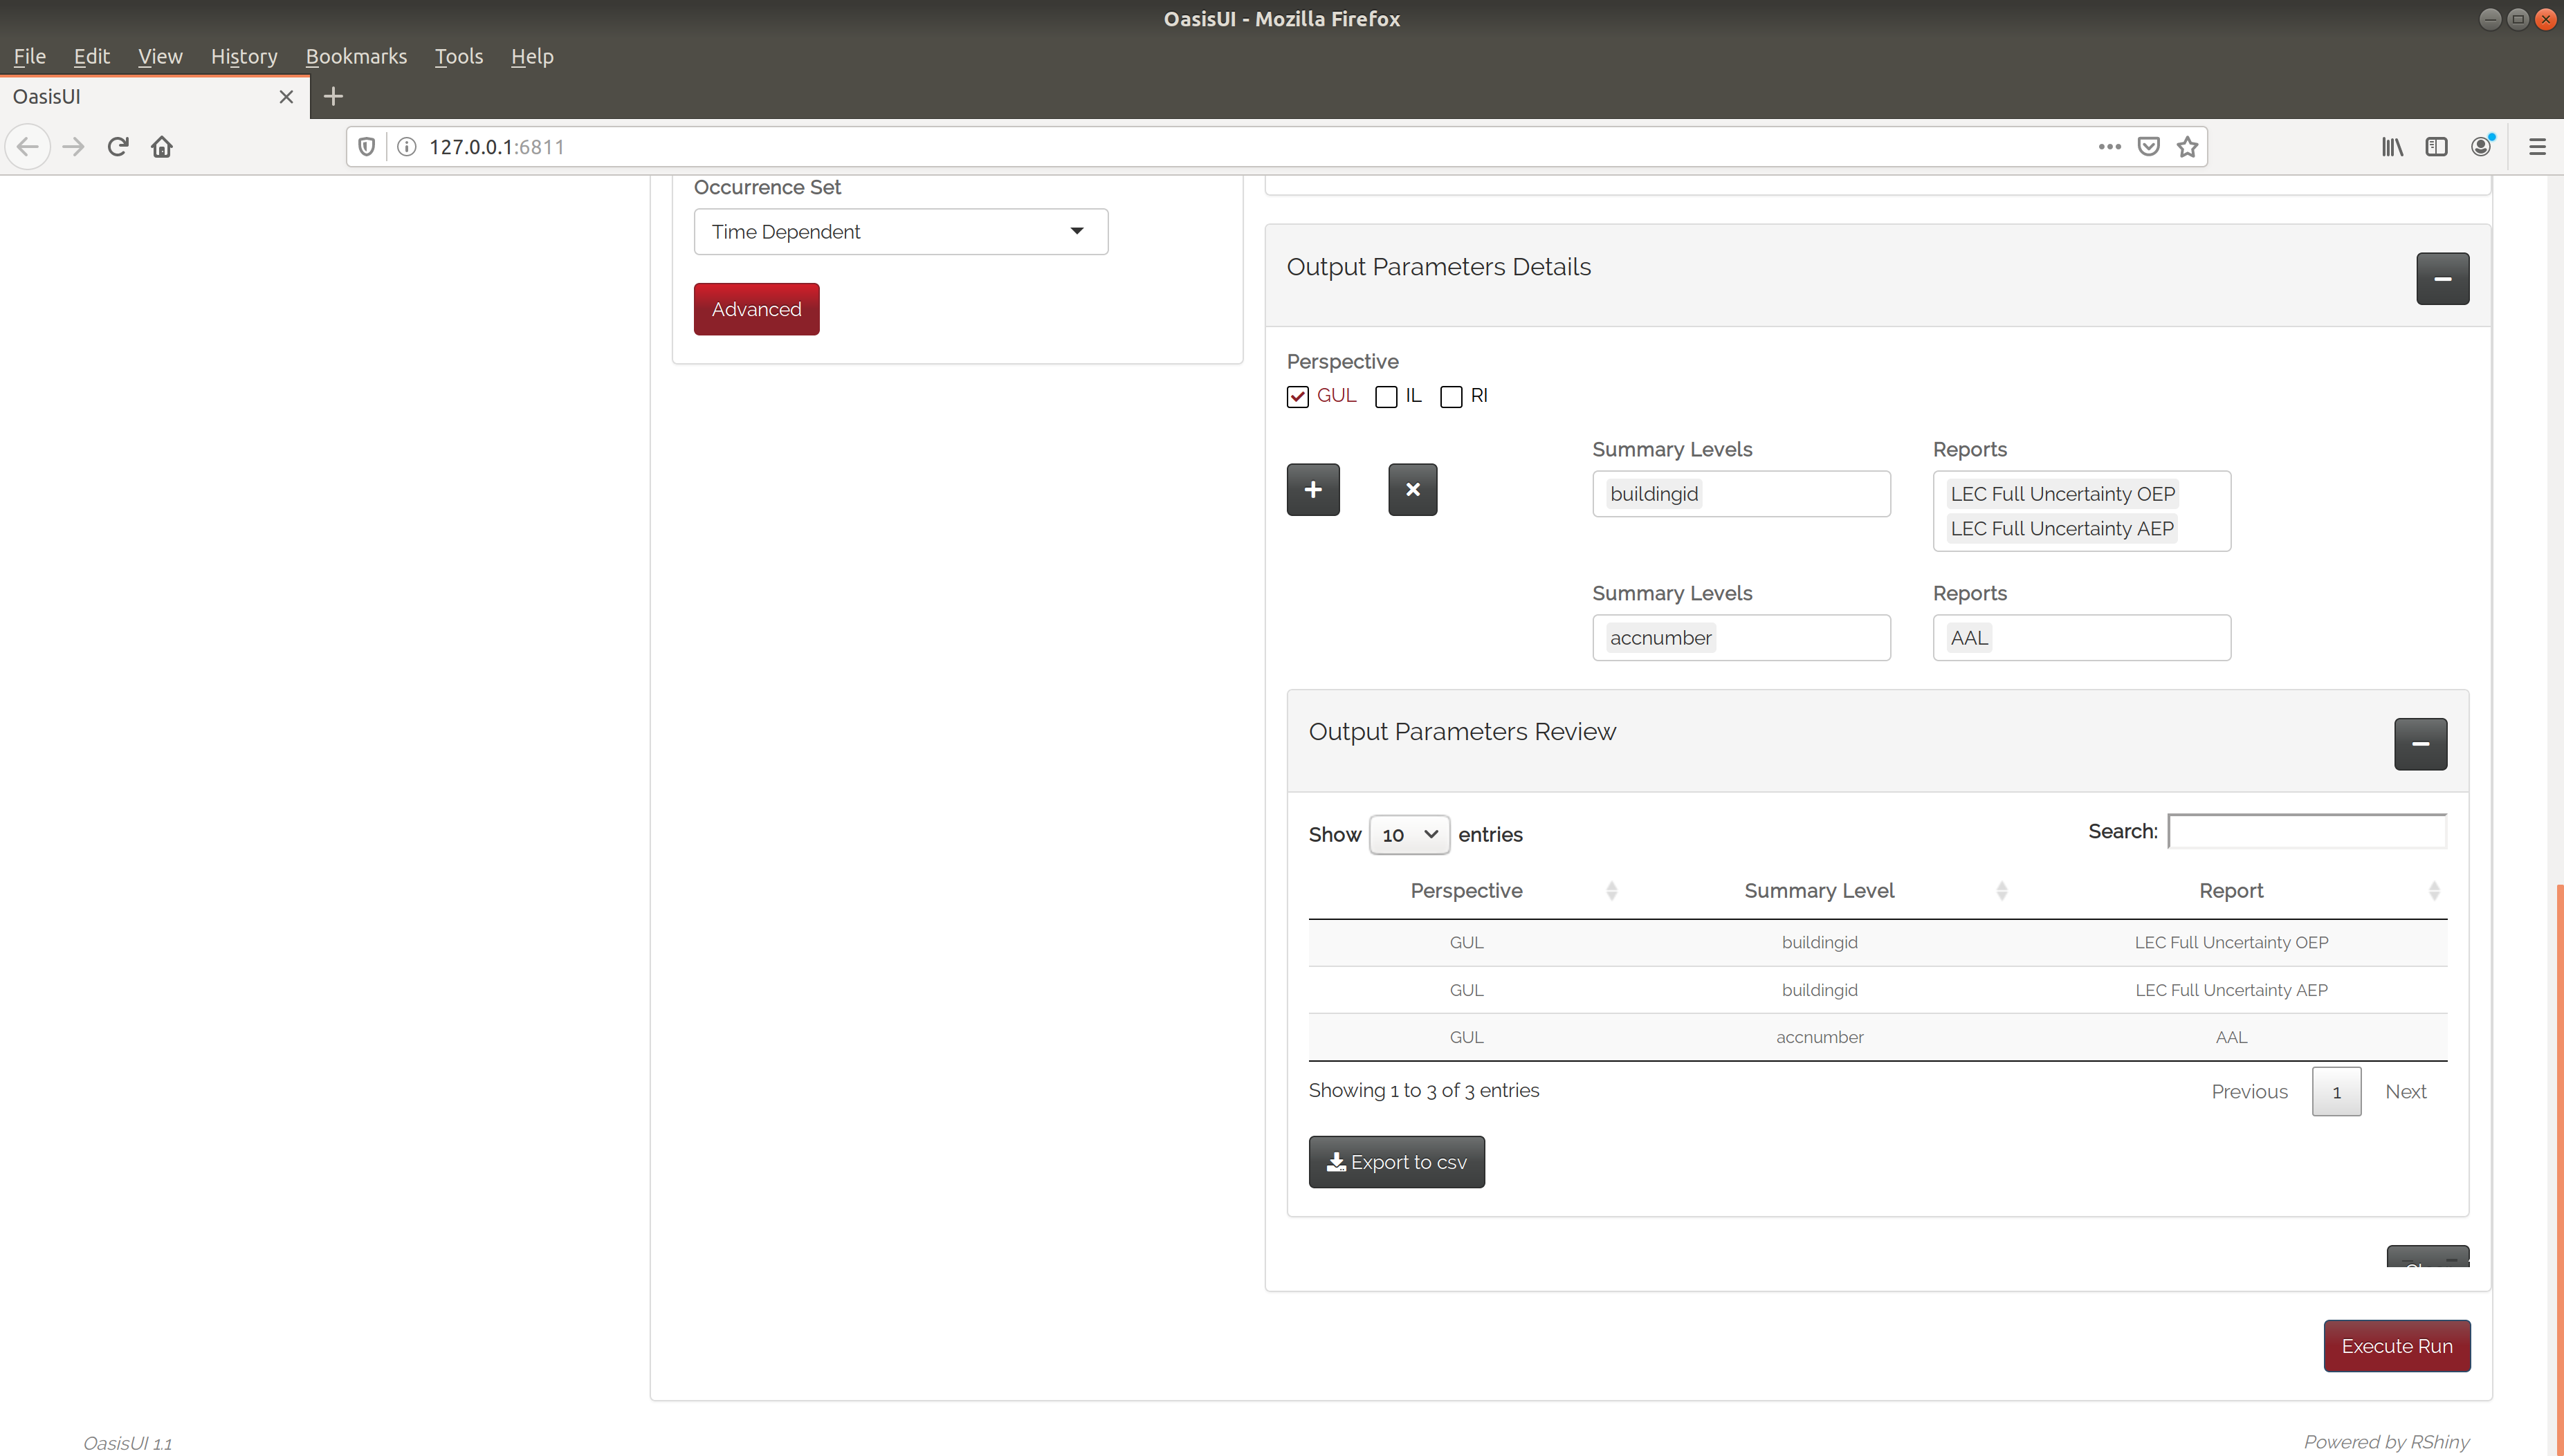 OasisUI - Mozilla Firefox
File Edit View History Bookmarks Tools Help
OasisUI
127.0.0.1:6811
Occurrence Set
Time Dependent
Advanced
Output Parameters Details
Perspective
GUL IL RI
Summary Levels Reports
buildingid LEC Full Uncertainty OEP
LEC Full Uncertainty AEP
Summary Levels Reports
accnumber AAL
Output Parameters Review
Show 10 entries Search:
Perspective Summary Level Report
GUL buildingid LEC Full Uncertainty OEP
GUL buildingid LEC Full Uncertainty AEP
GUL accnumber AAL
Showing 1 to 3 of 3 entries Previous 1 Next
Export to csv
Execute Run
OasisUI 1.1 Powered by RShiny